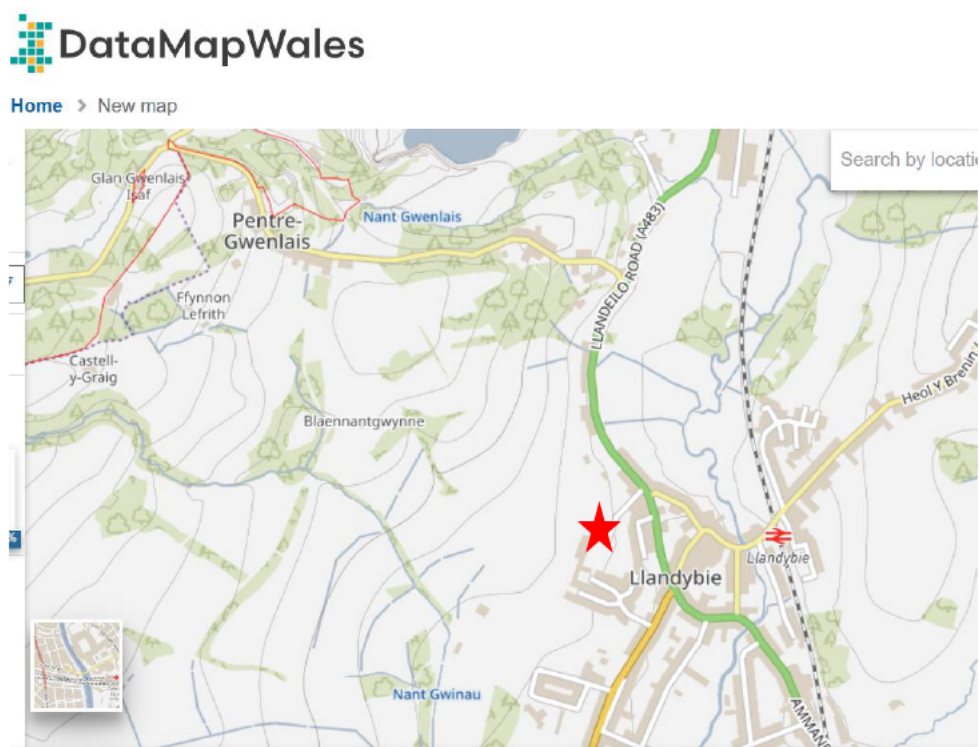 DataMapWales
Home > New map
Search by locatio
Glan Gwenlais
Isaf
Pentre-
Gwenlais
Nant Gwenlais
LLANDEILO ROAD (A483)
Ffynnon
Lefrith
Castell-
y-Graig
Heol Y Brenin
Blaennantgwynne
Llandybie
Llandybie
Nant Gwinau
AMMAN
%